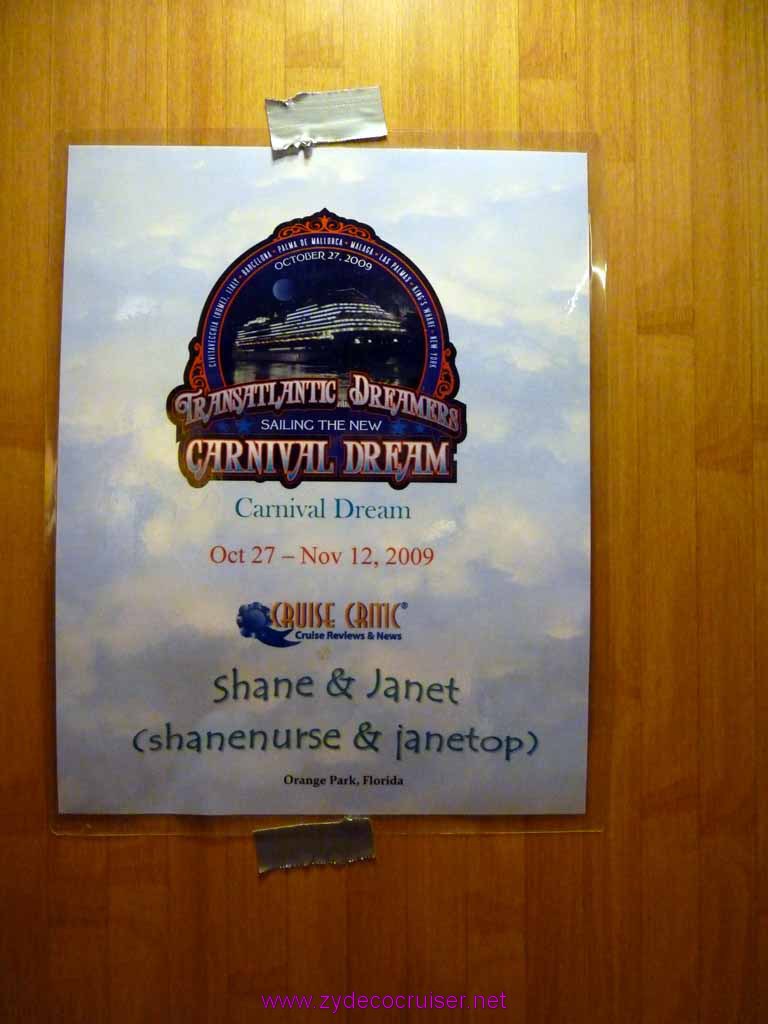 CIVITAVECCHIA (ROME), ITALY • BARCELONA • PALMA DE MALLORCA • MALAGA • LAS PALMAS • KING'S WHARF • NEW YORK
OCTOBER 27, 2009
TRANSATLANTIC DREAMERS
SAILING THE NEW
CARNIVAL DREAM
Carnival Dream
Oct 27 – Nov 12, 2009
CRUISE CRITIC®
Cruise Reviews & News
Shane & Janet
(shanenurse & janetop)
Orange Park, Florida
www.zydecocruiser.net